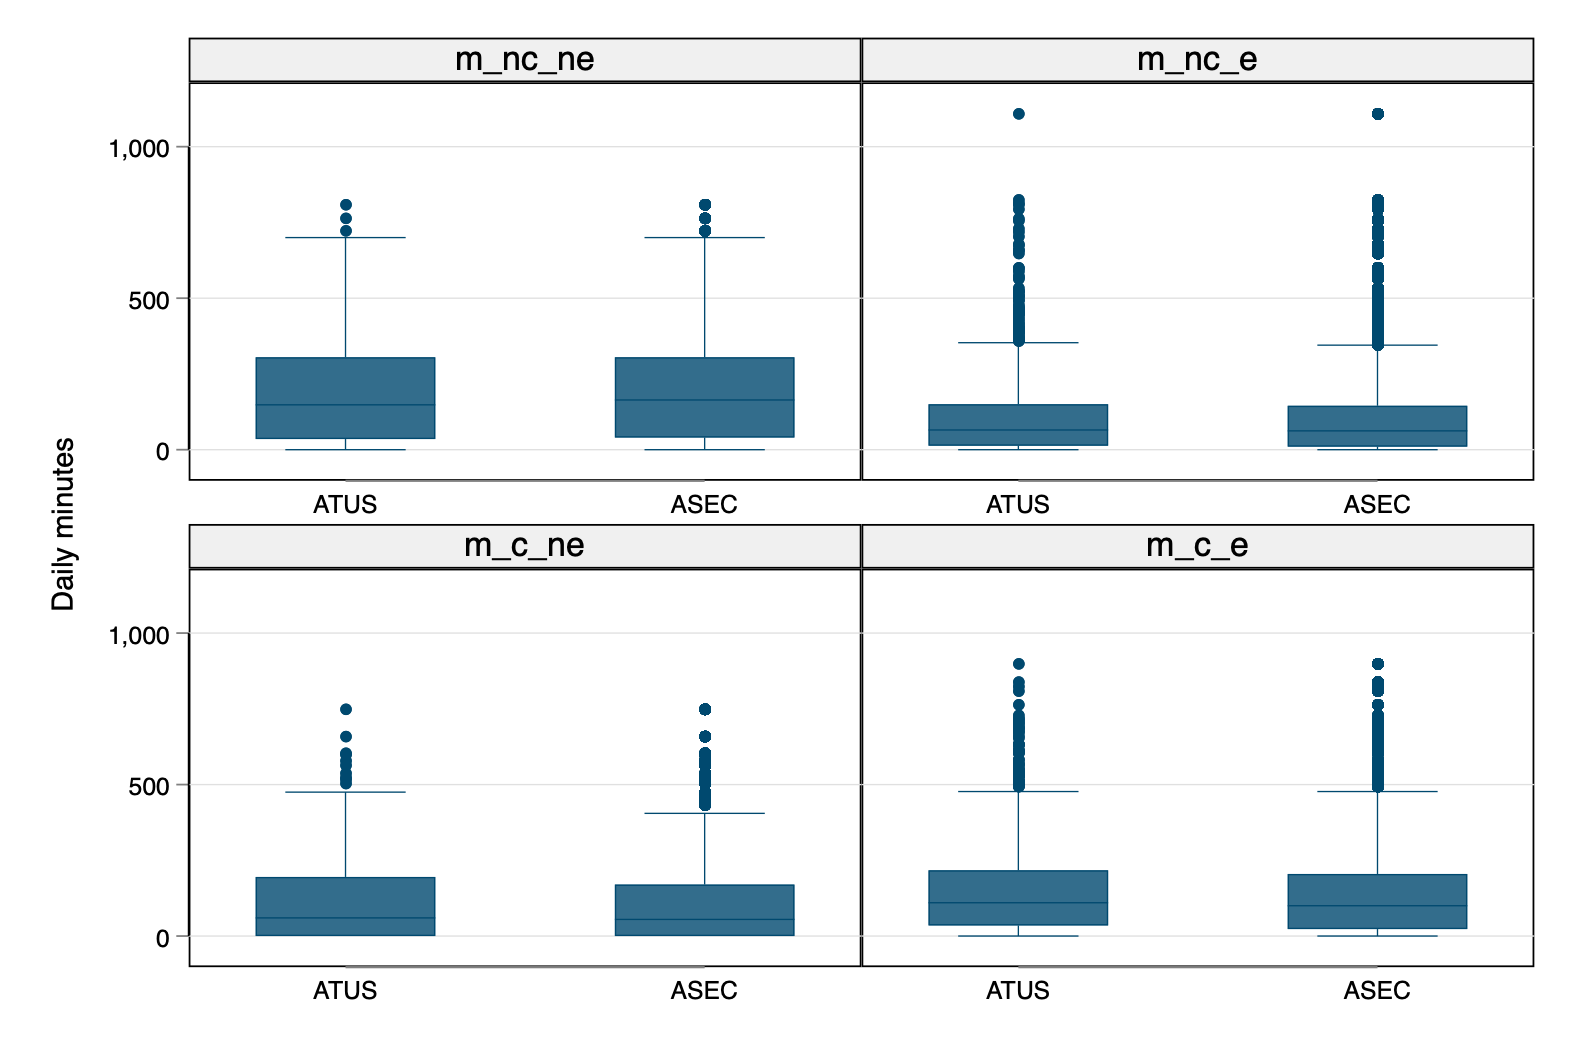 m_nc_ne
m_nc_e
1,000
500
0
ATUS
ASEC
ATUS
ASEC
m_c_ne
m_c_e
1,000
500
0
ATUS
ASEC
ATUS
ASEC
Daily minutes